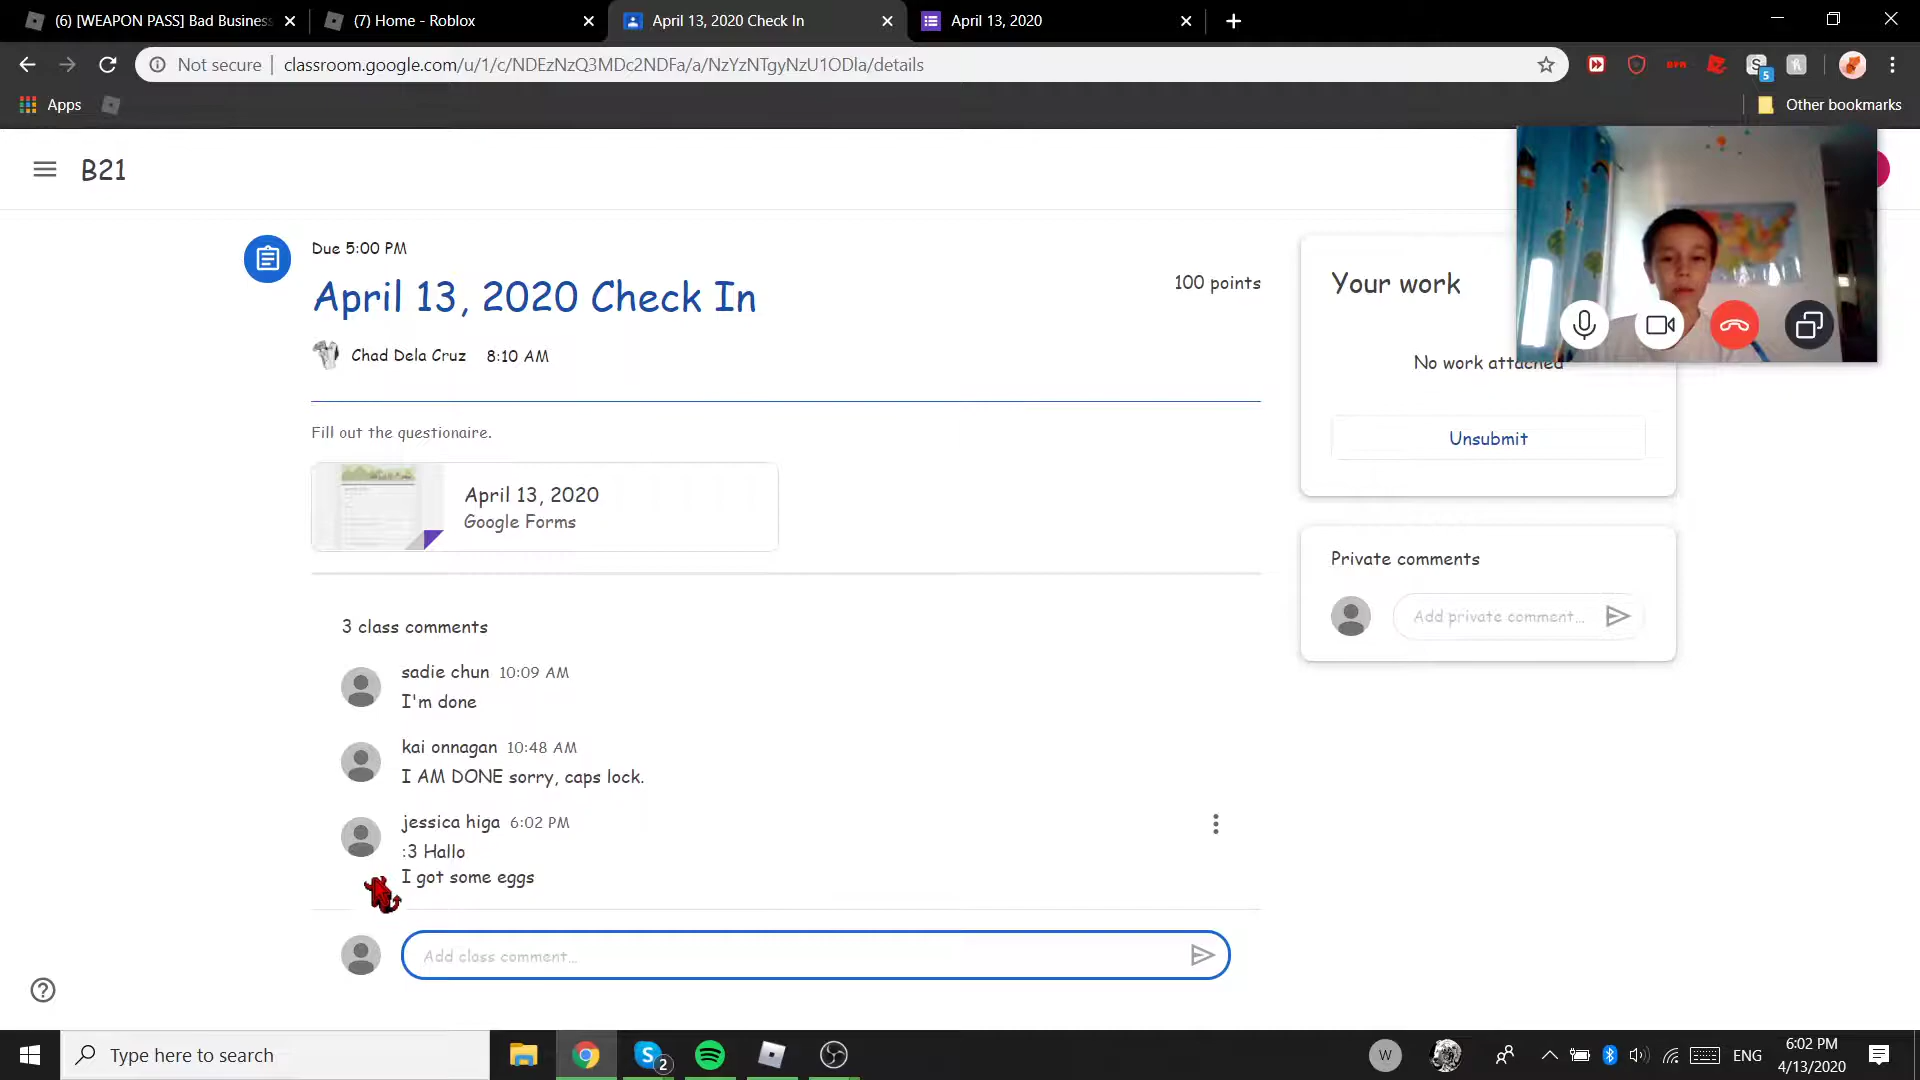 (6) [WEAPON PASS] Bad Business
(7) Home - Roblox
April 13, 2020 Check In
April 13, 2020
Not secure
classroom.google.com/u/1/c/NDEzNzQ3MDc2NDFa/a/NzYzNTgyNzU1ODla/details
5
Apps
Other bookmarks
B21
Due 5:00 PM
April 13, 2020 Check In
100 points
Chad Dela Cruz 8:10 AM
Fill out the questionaire.
April 13, 2020
Google Forms
Your work
No work attached
Unsubmit
Private comments
Add private comment...
3 class comments
sadie chun 10:09 AM
I'm done
kai onnagan 10:48 AM
I AM DONE sorry, caps lock.
jessica higa 6:02 PM
:3 Hallo
I got some eggs
Add class comment...
Type here to search
2
W
ENG
6:02 PM
4/13/2020